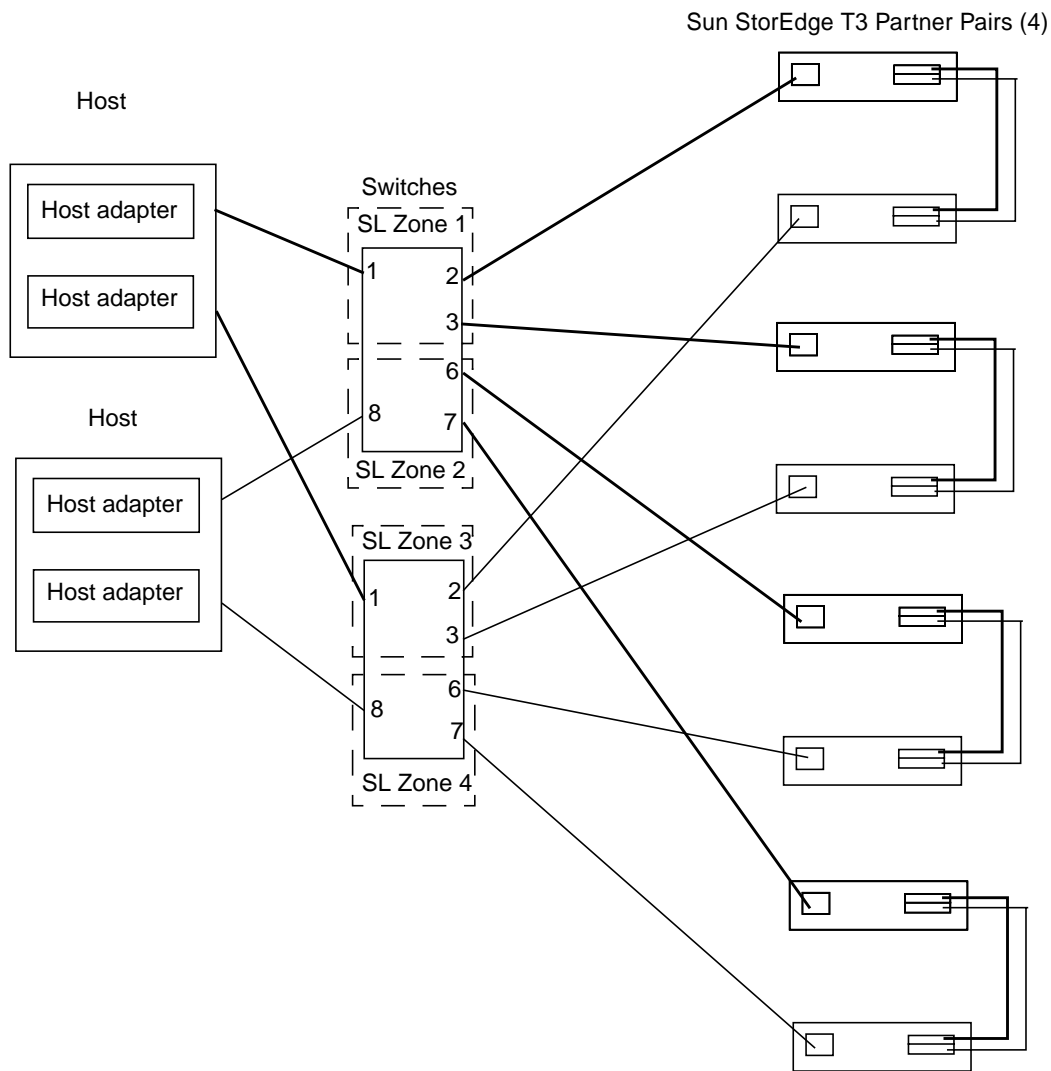 Sun StorEdge T3 Partner Pairs (4)
Host
Host adapter
Host adapter
Switches
SL Zone 1
1
2
3
6
8
7
SL Zone 2
Host
Host adapter
Host adapter
SL Zone 3
1
2
3
6
8
7
SL Zone 4